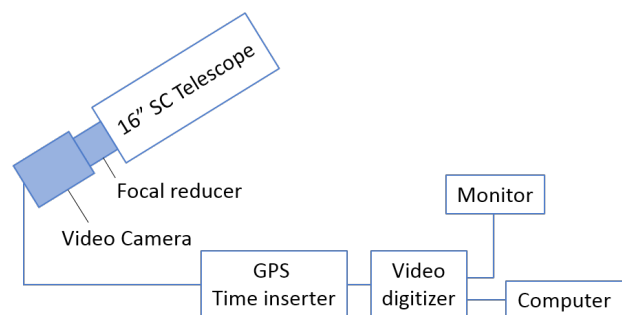 16” SC Telescope
Focal reducer
Video Camera
Monitor
GPS
Time inserter
Video
digitizer
Computer